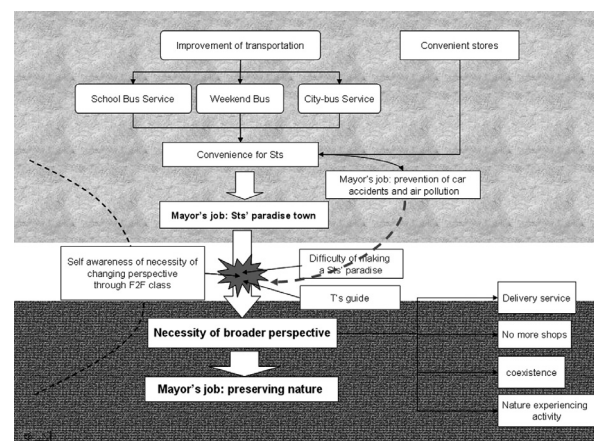 Improvement of transportation
Convenient stores
School Bus Service
Weekend Bus
City-bus Service
Convenience for Sts
Mayor's job: prevention of car
accidents and air pollution
Mayor's job: Sts' paradise town
Self awareness of necessity of
changing perspective
through F2F class
Difficulty of making
a Sts' paradise
T's guide
Delivery service
Necessity of broader perspective
No more shops
coexistence
Mayor's job: preserving nature
Nature experiencing
activity